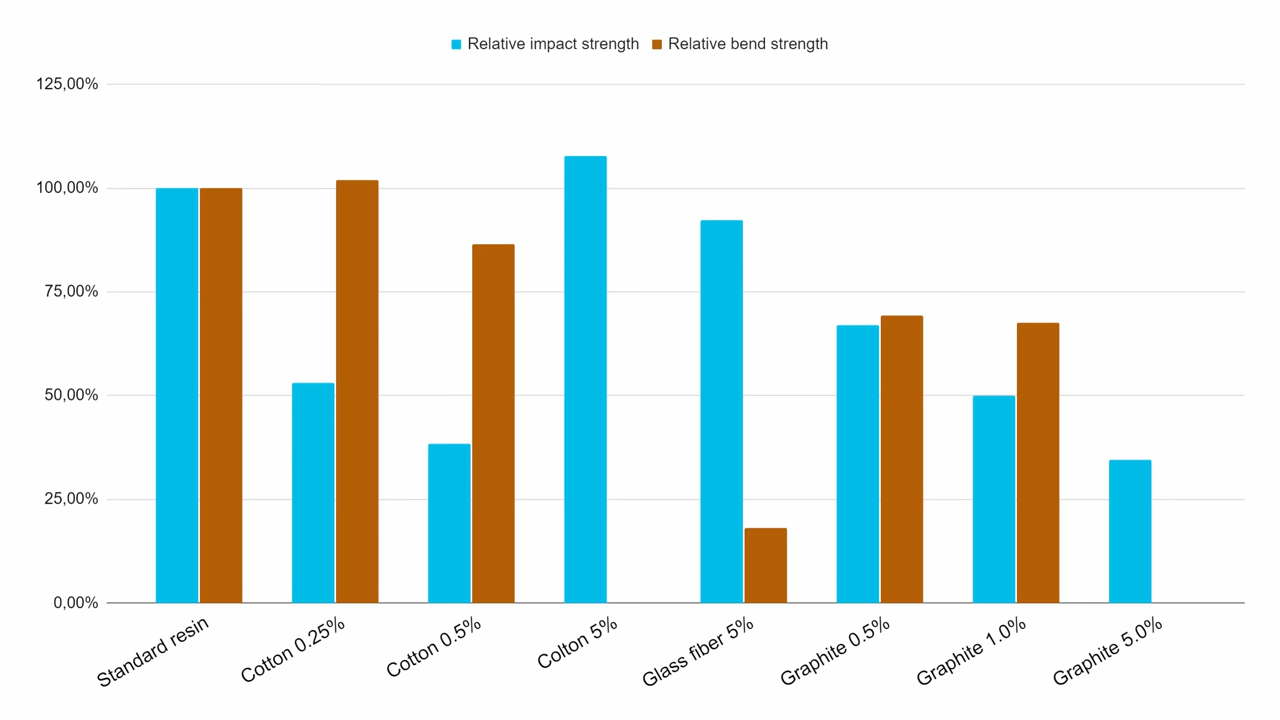 Relative impact strength Relative bend strength
125,00%
100,00%
75,00%
50,00%
25,00%
0,00%
Standard resin
Cotton 0.25%
Cotton 0.5%
Colton 5%
Glass fiber 5%
Graphite 0.5%
Graphite 1.0%
Graphite 5.0%